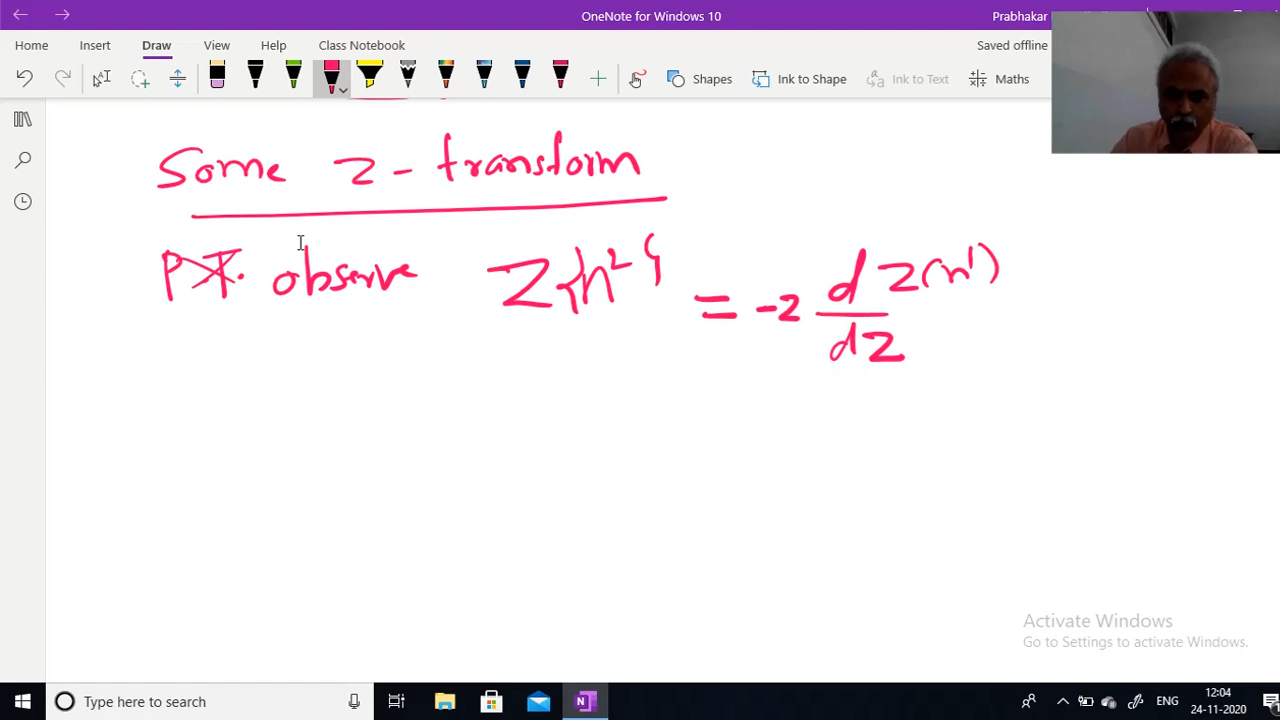 OneNote for Windows 10
Prabhakar
Home Insert Draw View Help Class Notebook
Saved offline
Shapes Ink to Shape Ink to Text Maths
Some z - transform
P.T. observe Z{n² } = -z d/dz z(n¹)
Activate Windows
Go to Settings to activate Windows.
Type here to search
ENG
12:04
24-11-2020